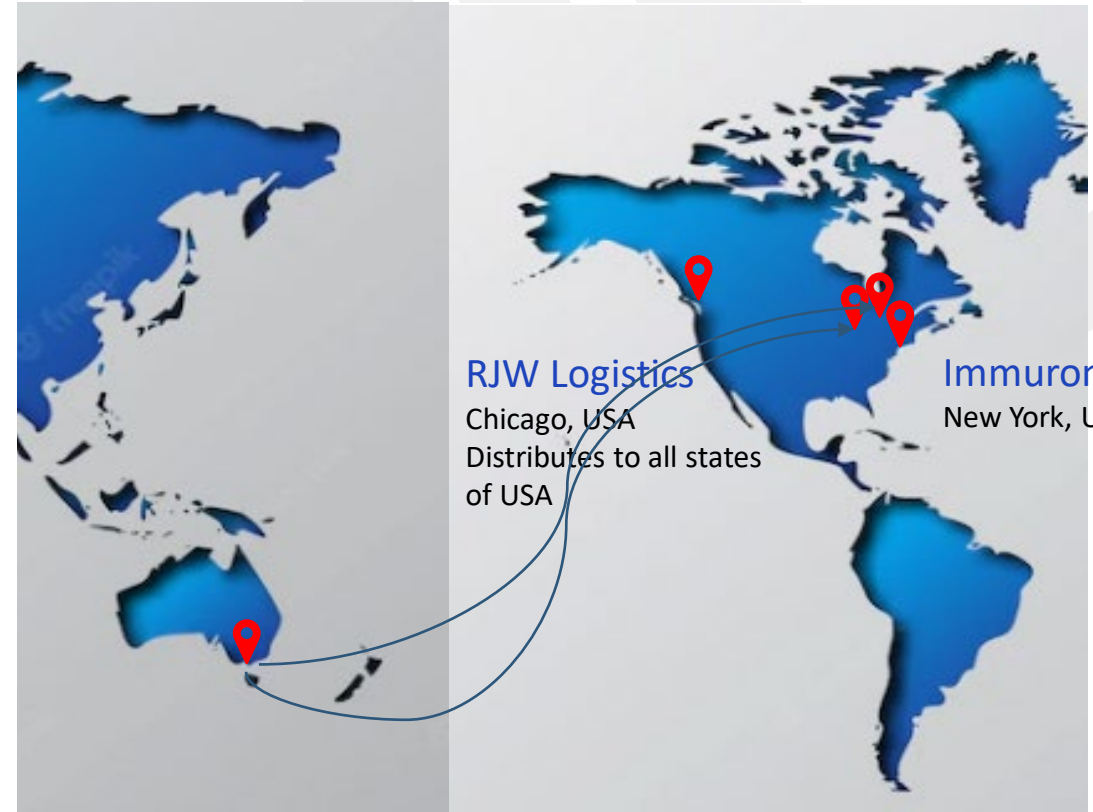 RJW Logistics
Chicago, USA
Distributes to all states
of USA
New York,